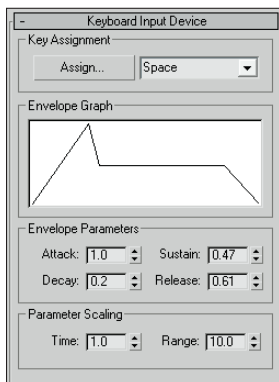 - Keyboard Input Device
Key Assignment
Assign... Space
Envelope Graph
Envelope Parameters
Attack: 1.0 Sustain: 0.47
Decay: 0.2 Release: 0.61
Parameter Scaling
Time: 1.0 Range: 10.0